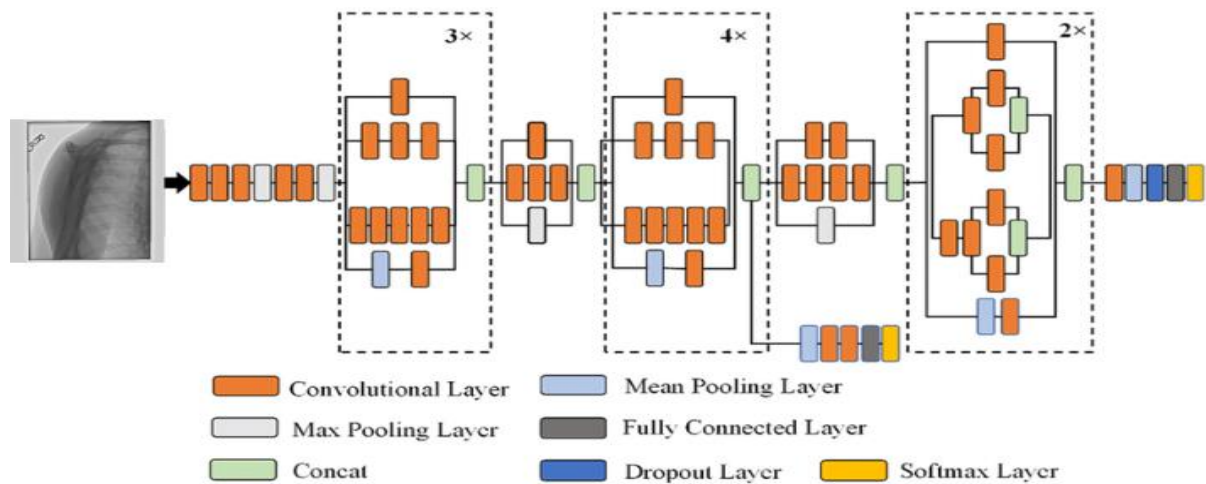 3×
4×
2×
Convolutional Layer
Mean Pooling Layer
Max Pooling Layer
Fully Connected Layer
Concat
Dropout Layer
Softmax Layer